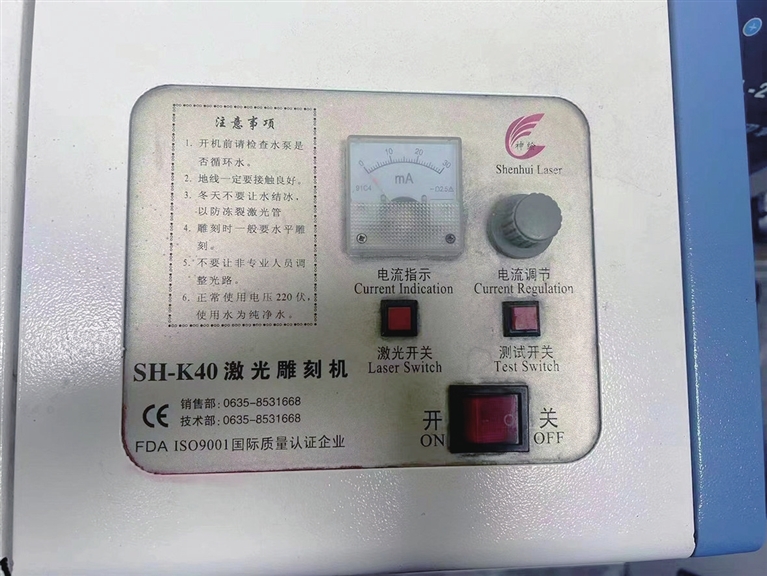 注意事项
1. 开机前请检查水泵是
否循环水。
2. 地线一定要接触良好。
3. 冬天不要让水结冰,
以防冻裂激光管
4. 雕刻时一般要水平雕
刻。
5. 不要让非专业人员调
整光路。
6. 正常使用电压220伏,
使用水为纯净水。
0 10 20 30
mA
9104
Shenhui Laser
电流指示
Current Indication
电流调节
Current Regulation
激光开关
Laser Switch
测试开关
Test Switch
SH-K40 激光雕刻机
CE
销售部: 0635-8531668
技术部: 0635-8531668
FDA ISO9001国际质量认证企业
开
ON
关
OFF